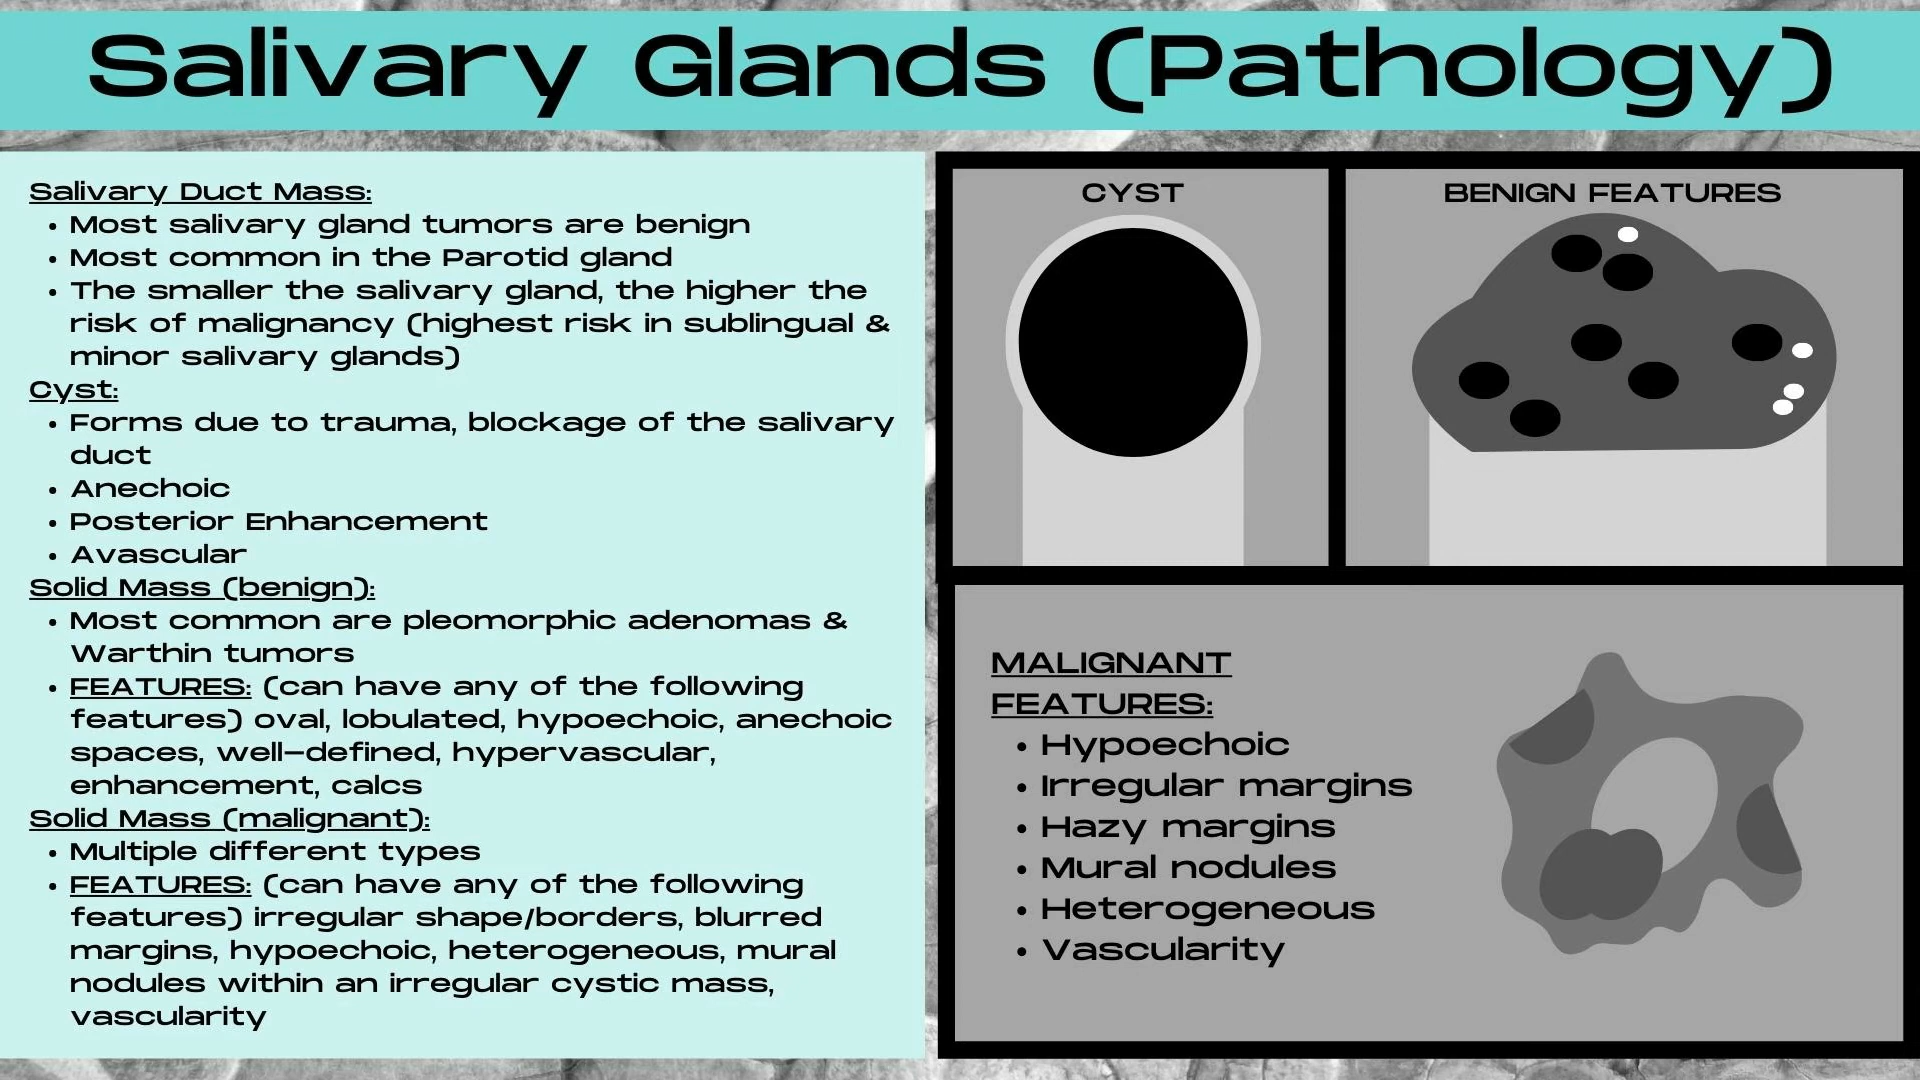 Salivary Glands (Pathology)
Salivary Duct Mass:
• Most salivary gland tumors are benign
• Most common in the Parotid gland
• The smaller the salivary gland, the higher the
risk of malignancy (highest risk in sublingual &
minor salivary glands)
Cyst:
• Forms due to trauma, blockage of the salivary
duct
• Anechoic
• Posterior Enhancement
• Avascular
Solid Mass (benign):
• Most common are pleomorphic adenomas &
Warthin tumors
• FEATURES: (can have any of the following
features) oval, lobulated, hypoechoic, anechoic
spaces, well-defined, hypervascular,
enhancement, calcs
Solid Mass (malignant):
• Multiple different types
• FEATURES: (can have any of the following
features) irregular shape/borders, blurred
margins, hypoechoic, heterogeneous, mural
nodules within an irregular cystic mass,
vascularity
CYST
BENIGN FEATURES
MALIGNANT
FEATURES:
• Hypoechoic
• Irregular margins
• Hazy margins
• Mural nodules
• Heterogeneous
• Vascularity